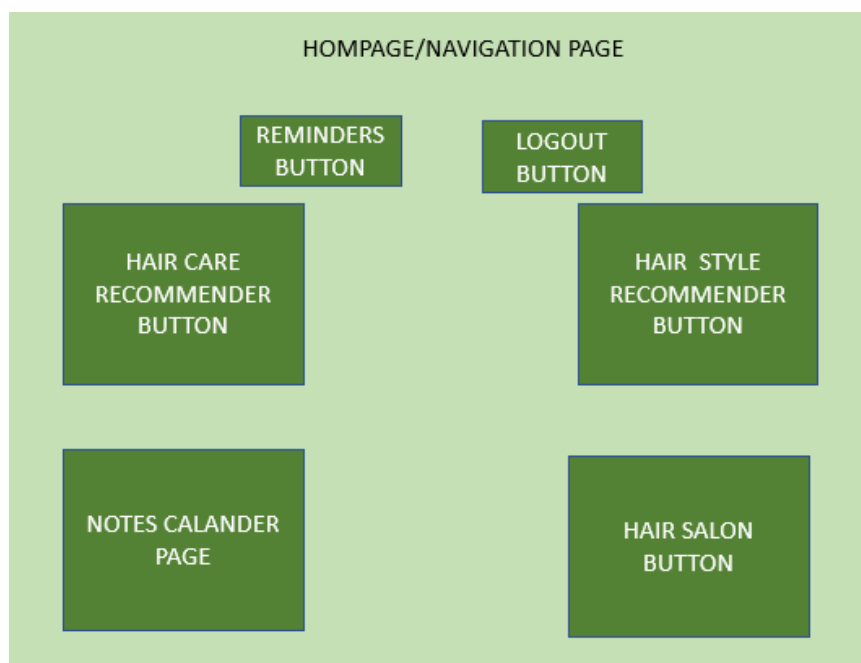 HOMPAGE/NAVIGATION PAGE
REMINDERS
BUTTON
LOGOUT
BUTTON
HAIR CARE
RECOMMENDER
BUTTON
HAIR STYLE
RECOMMENDER
BUTTON
NOTES CALANDER
PAGE
HAIR SALON
BUTTON